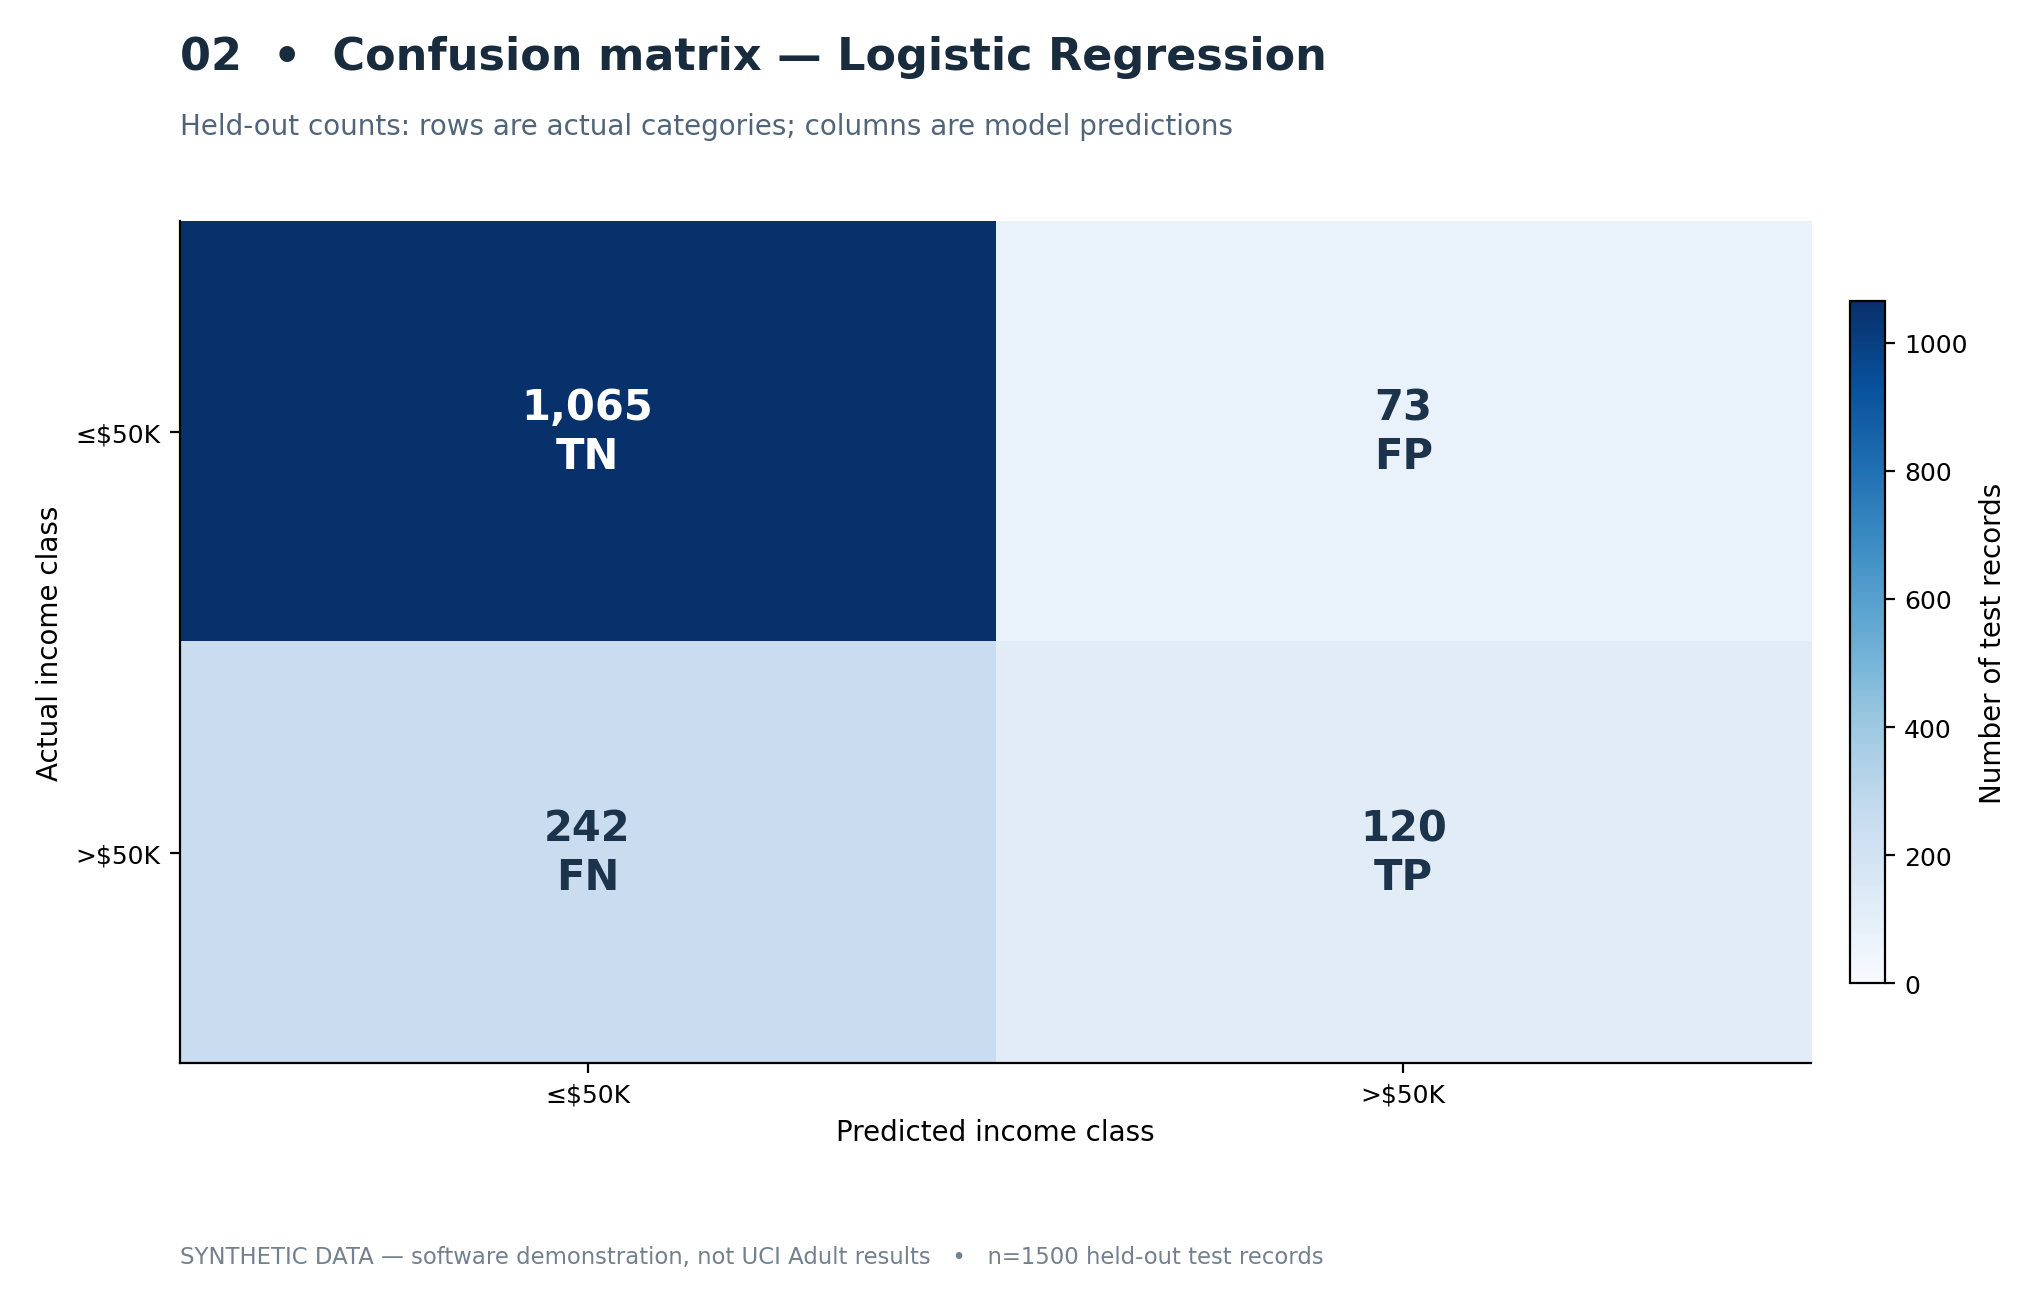 02 • Confusion matrix — Logistic Regression
Held-out counts: rows are actual categories; columns are model predictions
1,065
TN
73
FP
≤$50K
242
FN
120
TP
>$50K
Actual income class
≤$50K
>$50K
Predicted income class
1000
800
600
400
200
0
Number of test records
SYNTHETIC DATA — software demonstration, not UCI Adult results • n=1500 held-out test records